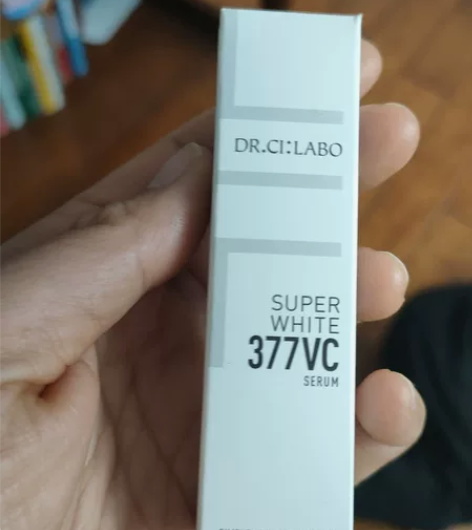 DR.CI:LABO
SUPER
WHITE
377VC
SERUM